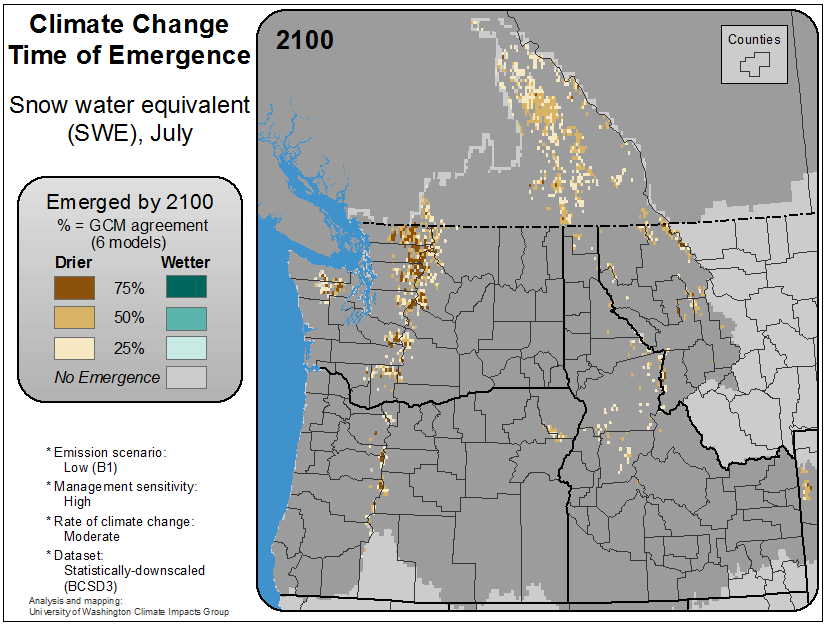 Climate Change
Time of Emergence
Snow water equivalent
(SWE), July
Emerged by 2100
% = GCM agreement
(6 models)
Drier Wetter
75%
50%
25%
No Emergence
* Emission scenario:
Low (B1)
* Management sensitivity:
High
* Rate of climate change:
Moderate
* Dataset:
Statistically-downscaled
(BCSD3)
Analysis and mapping:
University of Washington Climate Impacts Group
2100
Counties